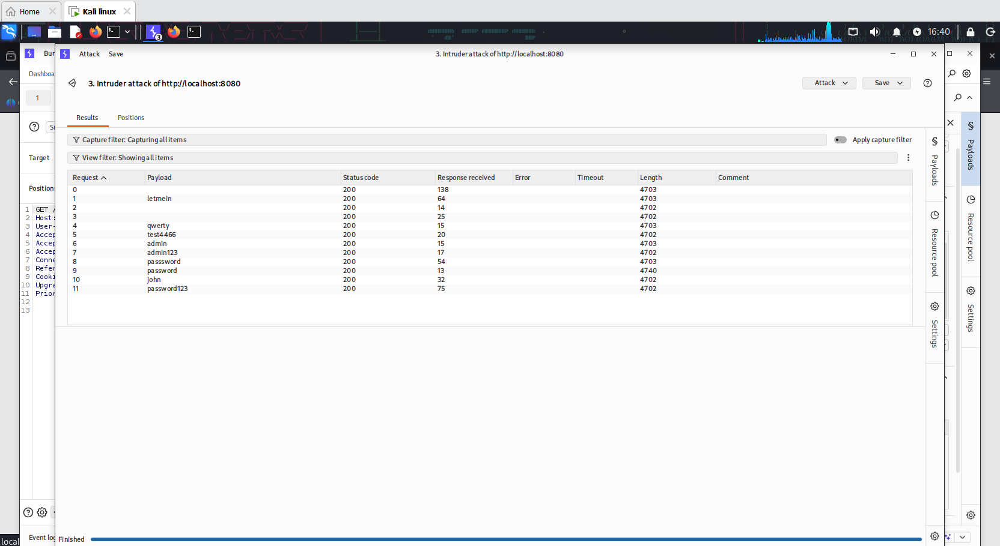 Home
Kali linux
3
16:40
Bur
Attack Save
3. Intruder attack of http://localhost:8080
Dashboa
3. Intruder attack of http://localhost:8080
Attack
Save
1
Results
Positions
Capture filter: Capturing all items
Apply capture filter
View filter: Showing all items
Target
Position
Request Payload Status code Response received Error Timeout Length Comment
0 200 138 4703
1 letmein 200 64 4703
2 200 14 4702
3 200 25 4702
4 qwerty 200 15 4703
5 test4466 200 20 4702
6 admin 200 15 4703
7 admin123 200 17 4702
8 passsword 200 54 4703
9 password 200 13 4740
10 john 200 32 4702
11 password123 200 75 4702
1 GET /
2 Host:
3 User-
4 Accep
5 Accep
6 Accep
7 Conne
8 Refer
9 Cooki
10 Upgra
11 Prior
12
13
Payloads
Resource pool
Settings
Payloads
Resource pool
Settings
Event log
Finished
local